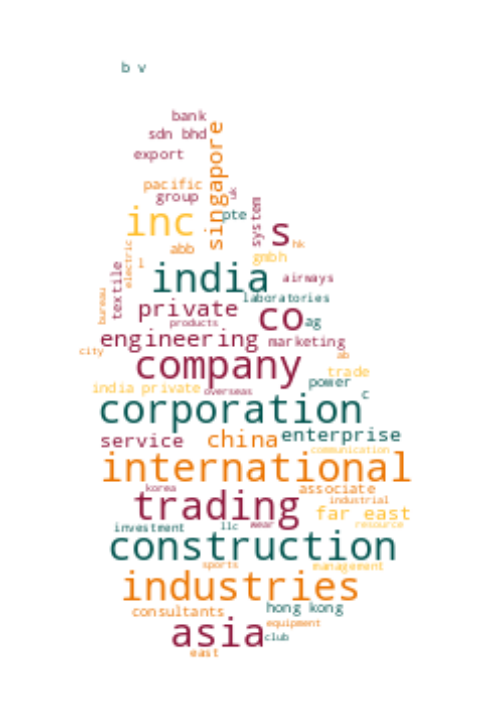 b v
bank
sdn bhd
singapore
export
pacific
group
uk
inc
pte
system
s
hk
abb
electric
gmbh
l
textile
india
airways
bureau
laboratories
private
co
ag
products
engineering
marketing
city
company
ab
trade
power
india private
overseas
c
corporation
service
china
enterprise
communication
international
korea
associate
trading
industrial
far east
investment
llc
wear
resource
construction
sports
management
industries
consultants
hong kong
asia
equipment
club
east